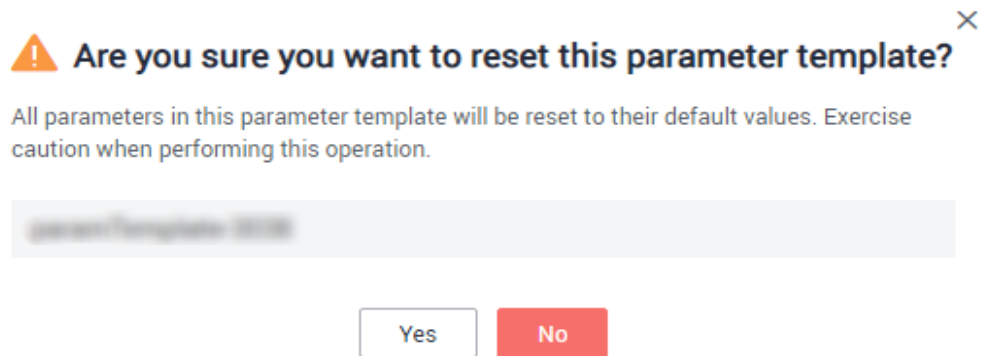 Are you sure you want to reset this parameter template?
All parameters in this parameter template will be reset to their default values. Exercise
caution when performing this operation.
Yes
No